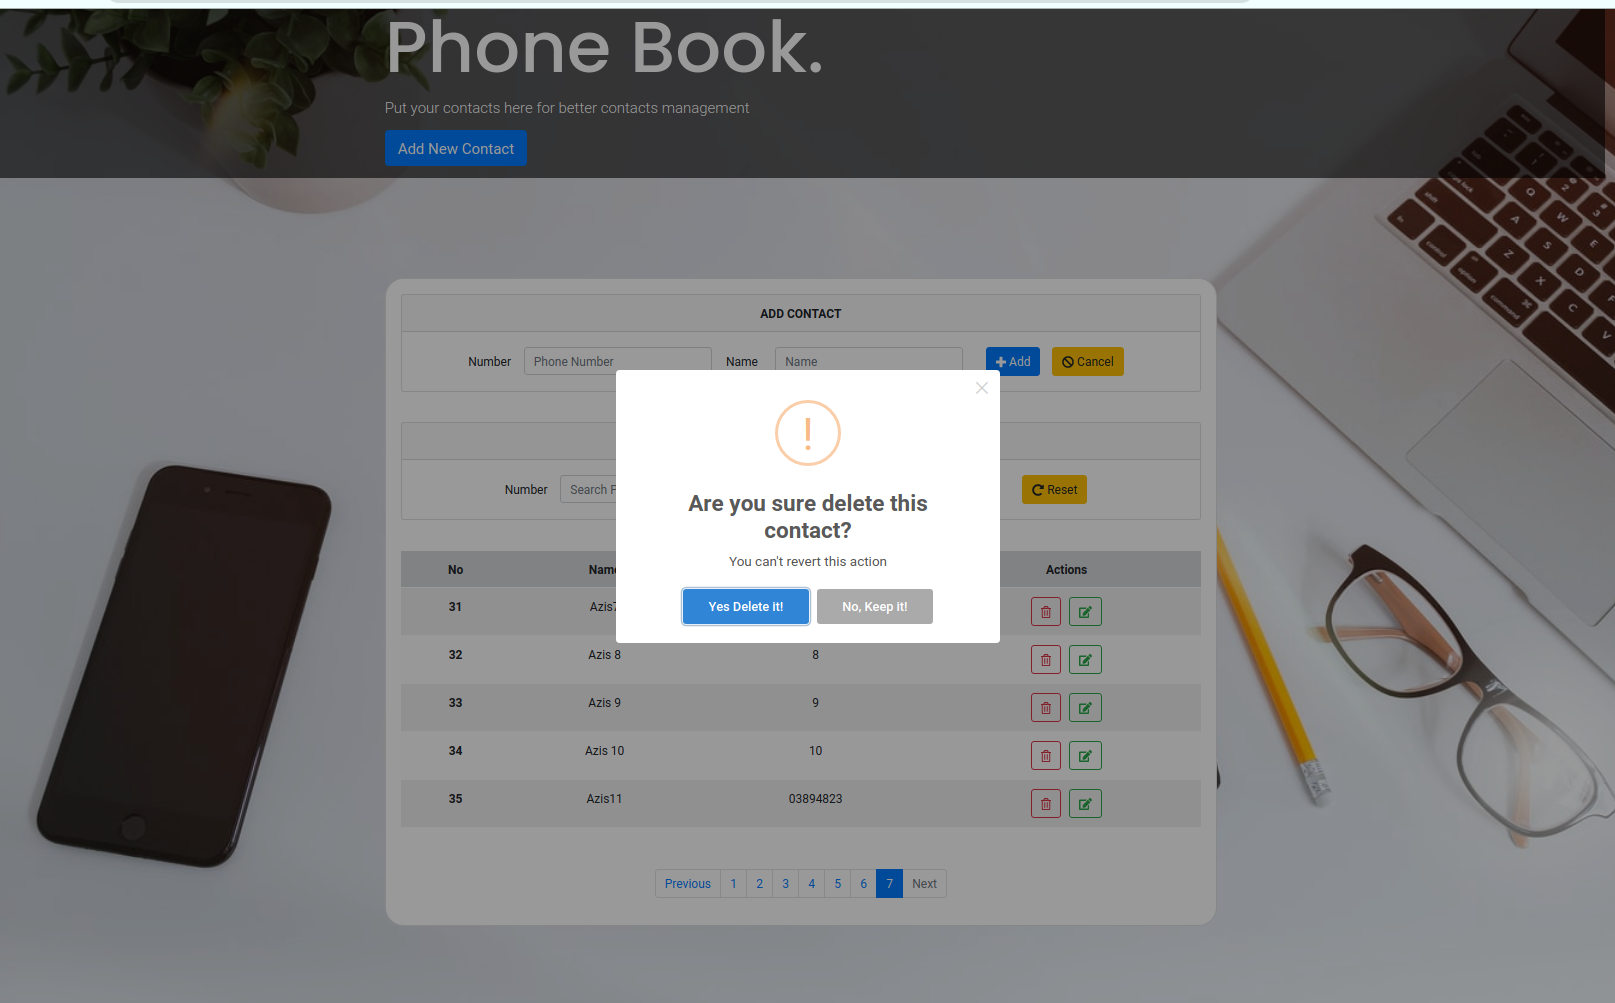 Phone Book.
Put your contacts here for better contacts management
Add New Contact
ADD CONTACT
Number Phone Number Name Name Add Cancel
Number Search Reset
Are you sure delete this
contact?
You can't revert this action
Yes Delete it! No, Keep it!
No Name Actions
31 Azis7
32 Azis 8 8
33 Azis 9 9
34 Azis 10 10
35 Azis11 03894823
Previous 1 2 3 4 5 6 7 Next